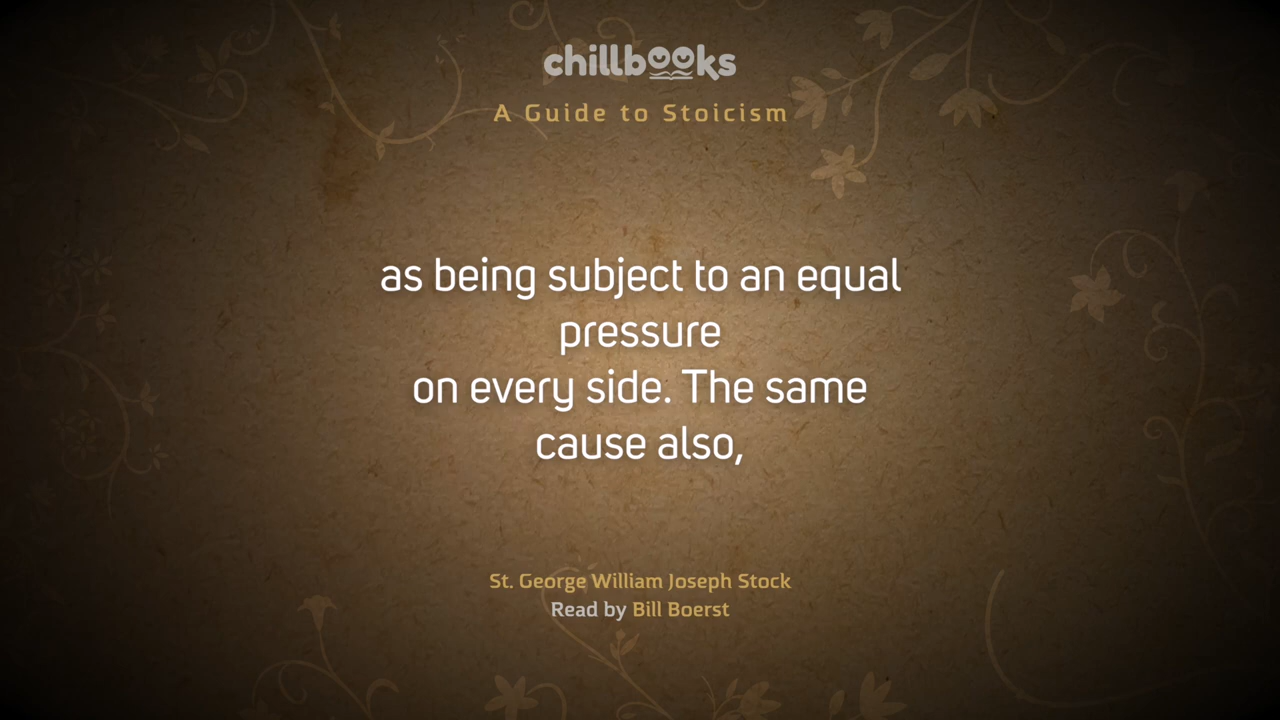 chillbooks
A Guide to Stoicism
as being subject to an equal
pressure
on every side. The same
cause also,
St. George William Joseph Stock
Read by Bill Boerst